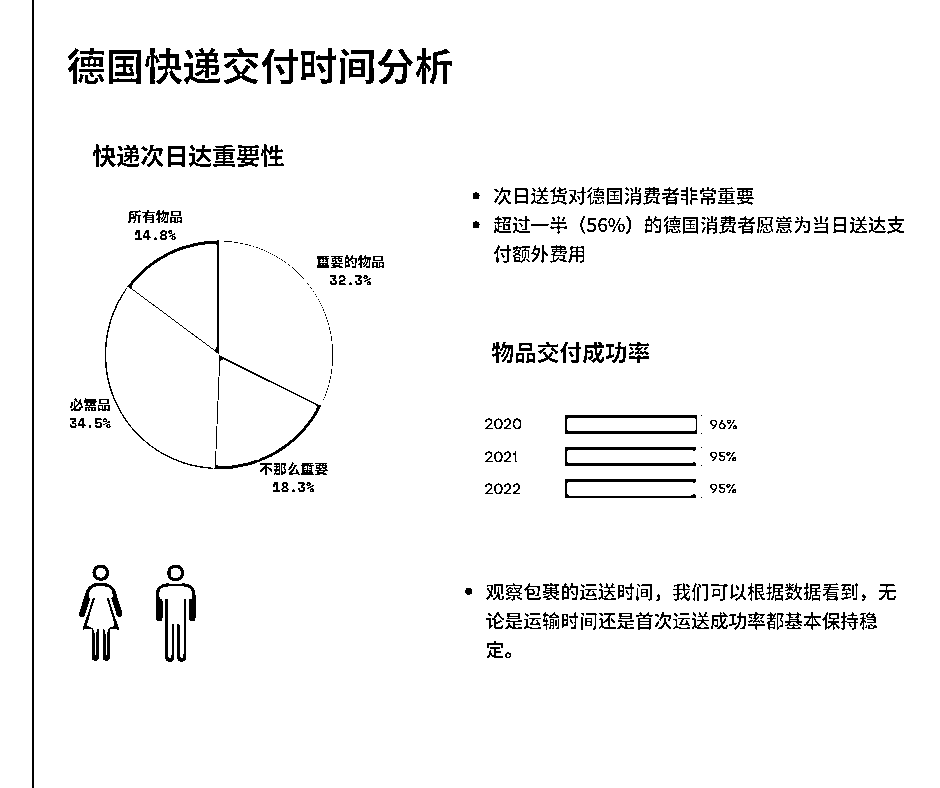 德国快递交付时间分析
快递次日达重要性
所有物品
14.8%
重要的物品
32.3%
必需品
34.5%
不那么重要
18.3%
次日送货对德国消费者非常重要
超过一半（56%）的德国消费者愿意为当日送达支
付额外费用
物品交付成功率
2020 96%
2021 95%
2022 95%
观察包裹的运送时间，我们可以根据数据看到，无
论是运输时间还是首次运送成功率都基本保持稳
定。